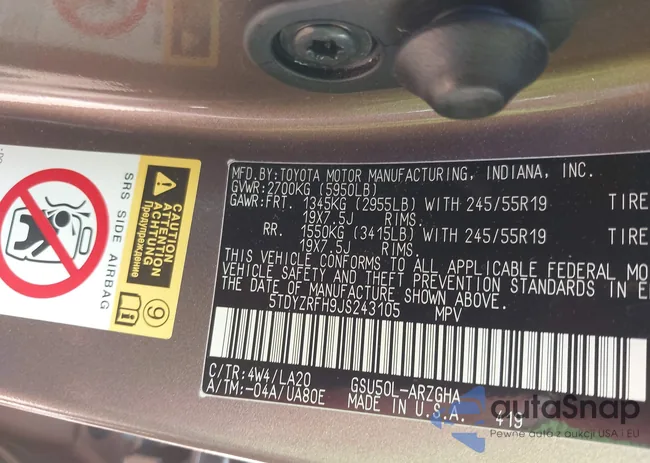 MFD.BY:TOYOTA MOTOR MANUFACTURING, INDIANA, INC.
GVWR:2700KG (5950LB)
GAWR:FRT. 1345KG (2955LB) WITH 245/55R19 TIRE
19X7.5J RIMS.
RR. 1550KG (3415LB) WITH 245/55R19 TIRE
19X7.5J RIMS.
THIS VEHICLE CONFORMS TO ALL APPLICABLE FEDERAL MO
VEHICLE SAFETY AND THEFT PREVENTION STANDARDS IN E
THE DATE OF MANUFACTURE SHOWN ABOVE.
5TDYZRFH9JS243105 MPV
C/TR:4W4/LA20 GSU50L-ARZGHA
A/TM:-04A/UA80E MADE IN U.S.A. 419
SRS SIDE AIRBAG
CAUTION
ATTENTION
ACHTUNG
Предупреждение
9
autoSnap
Pewne auta z aukcji USA i EU